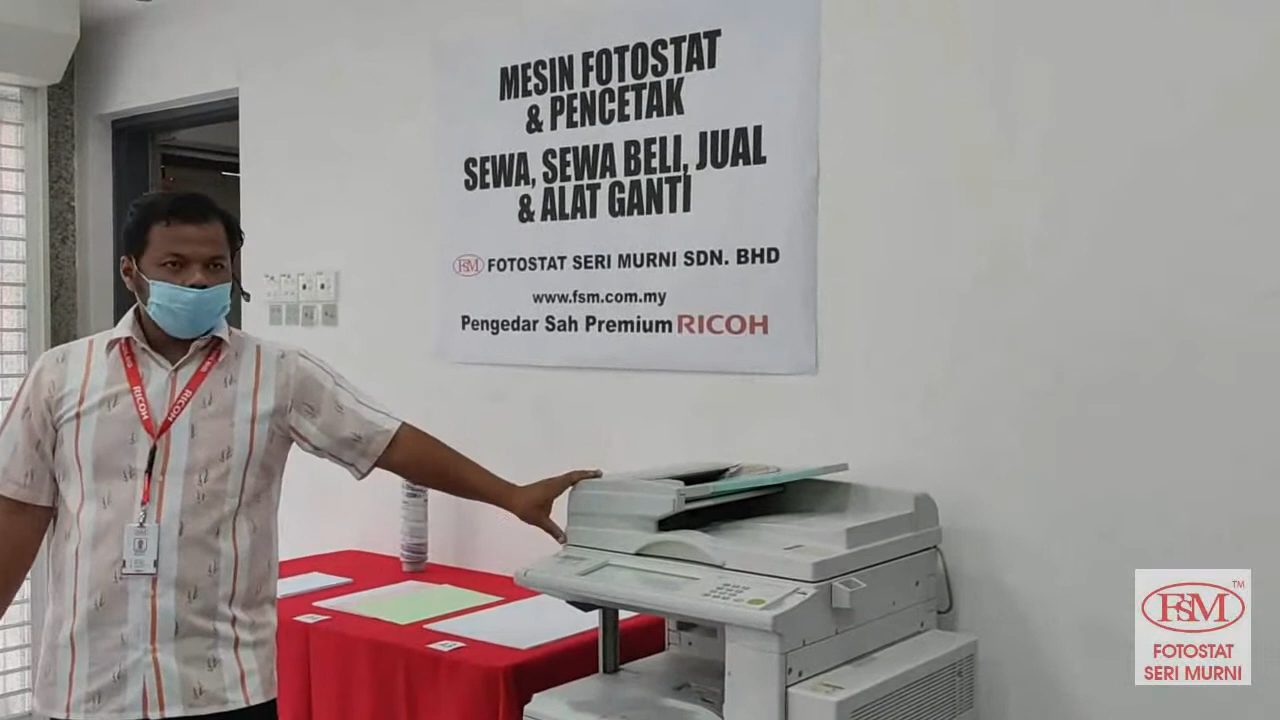 MESIN FOTOSTAT
& PENCETAK
SEWA, SEWA BELI, JUAL
& ALAT GANTI
FSM FOTOSTAT SERI MURNI SDN. BHD
www.fsm.com.my
Pengedar Sah Premium RICOH
RICOH
RICOH
FSM TM
FOTOSTAT
SERI MURNI